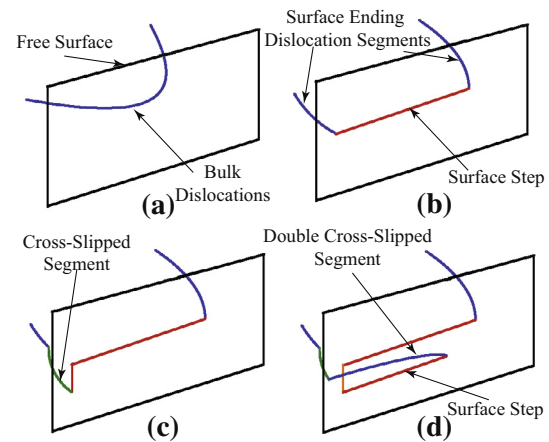 Free Surface
Bulk
Dislocations
(a)
Surface Ending
Dislocation Segments
Surface Step
(b)
Cross-Slipped
Segment
(c)
Double Cross-Slipped
Segment
Surface Step
(d)